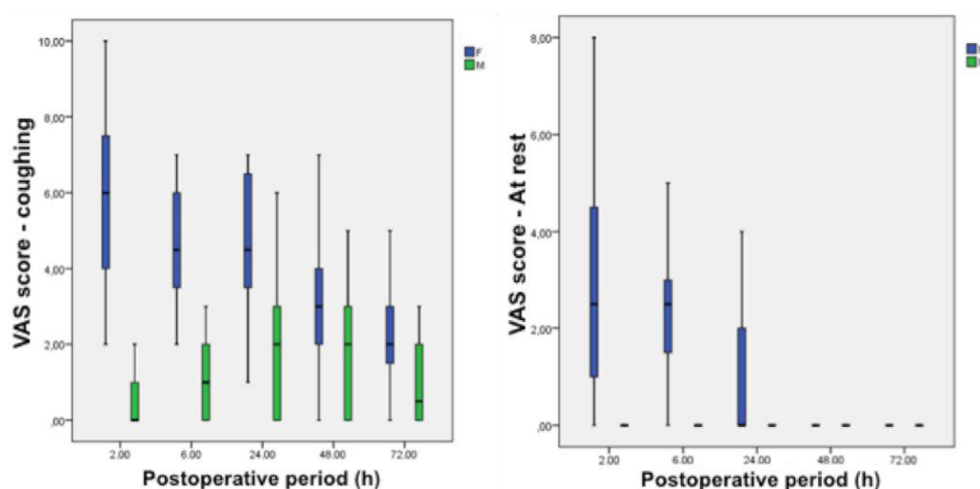 10,00
8,00
6,00
4,00
2,00
,00
VAS score - coughing
F
M
2.00 6.00 24.00 48.00 72.00
Postoperative period (h)
8,00
6,00
4,00
2,00
,00
VAS score - At rest
2.00 6.00 24.00 48.00 72.00
Postoperative period (h)